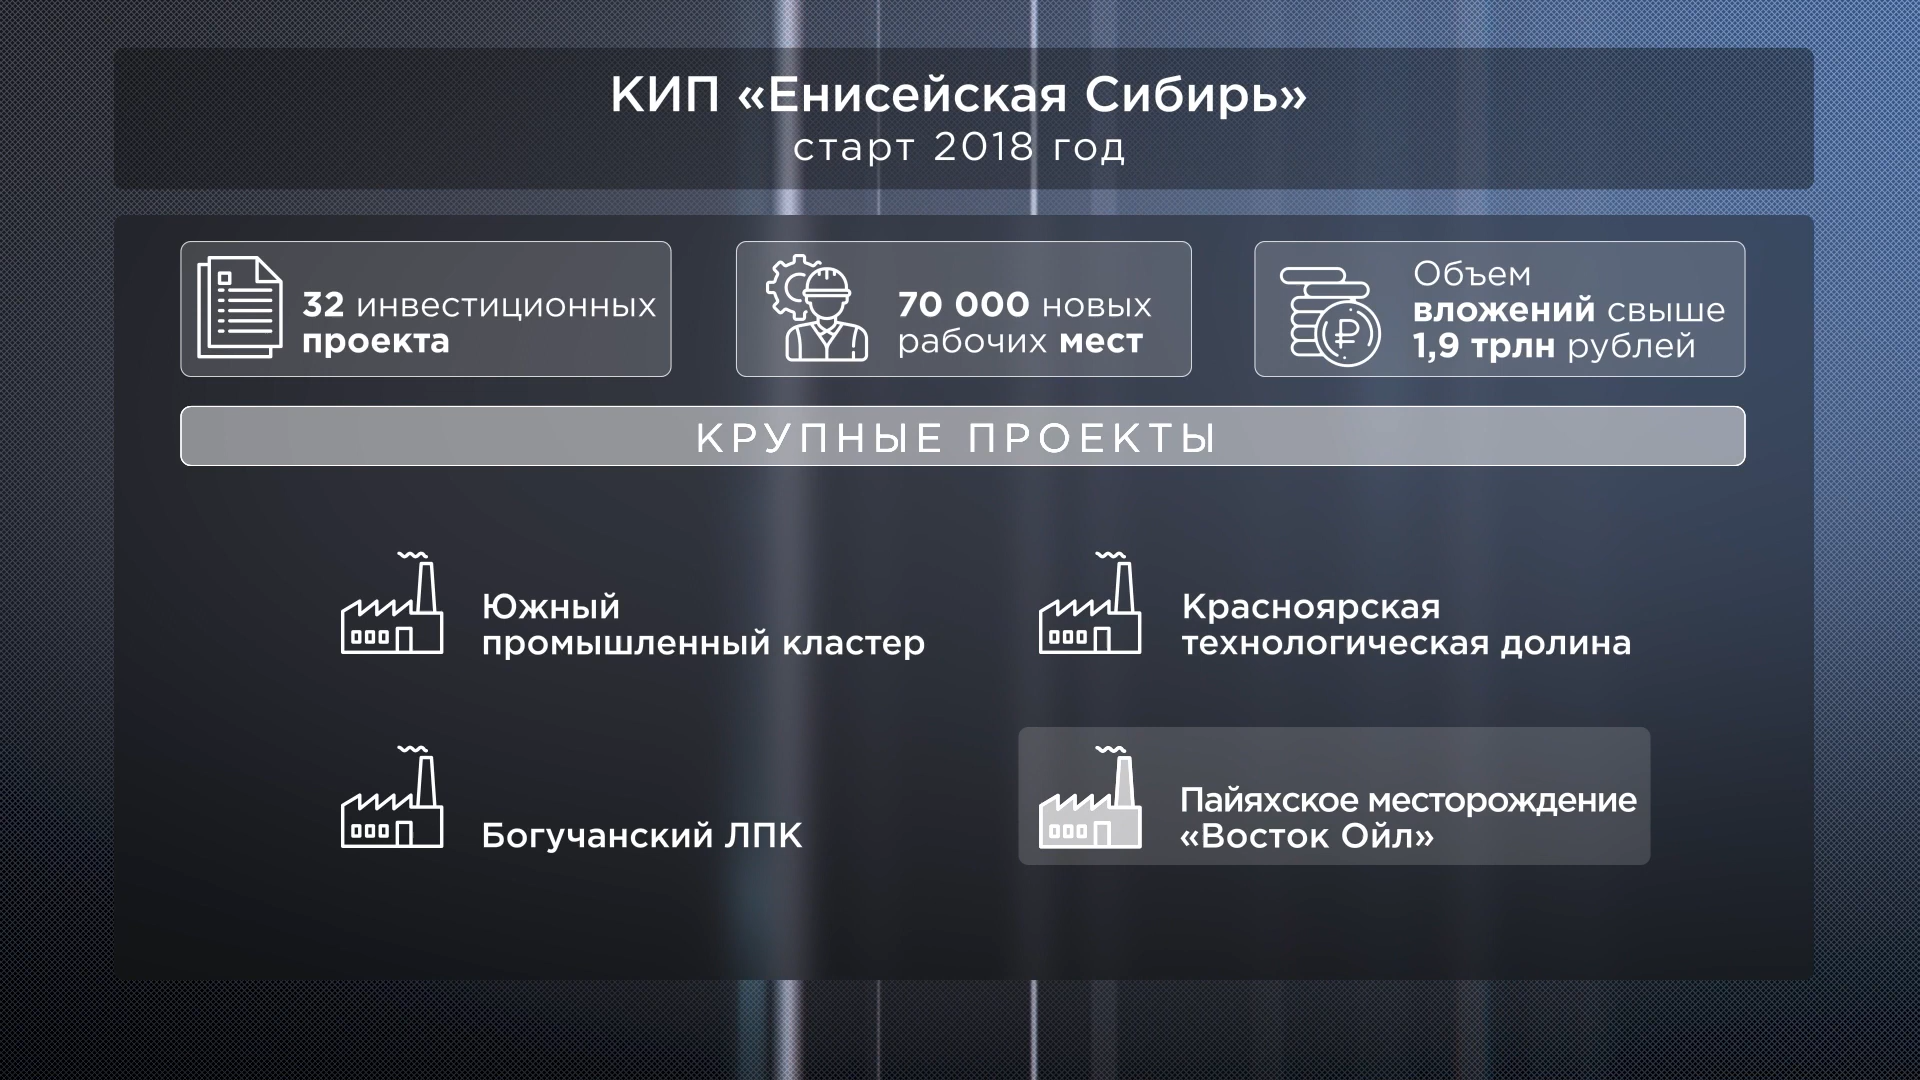 КИП «Енисейская Сибирь»
старт 2018 год
32 инвестиционных
проекта
70 000 новых
рабочих мест
Объем
вложений свыше
1,9 трлн рублей
КРУПНЫЕ ПРОЕКТЫ
Южный
промышленный кластер
Красноярская
технологическая долина
Богучанский ЛПК
Пайяхское месторождение
«Восток Ойл»